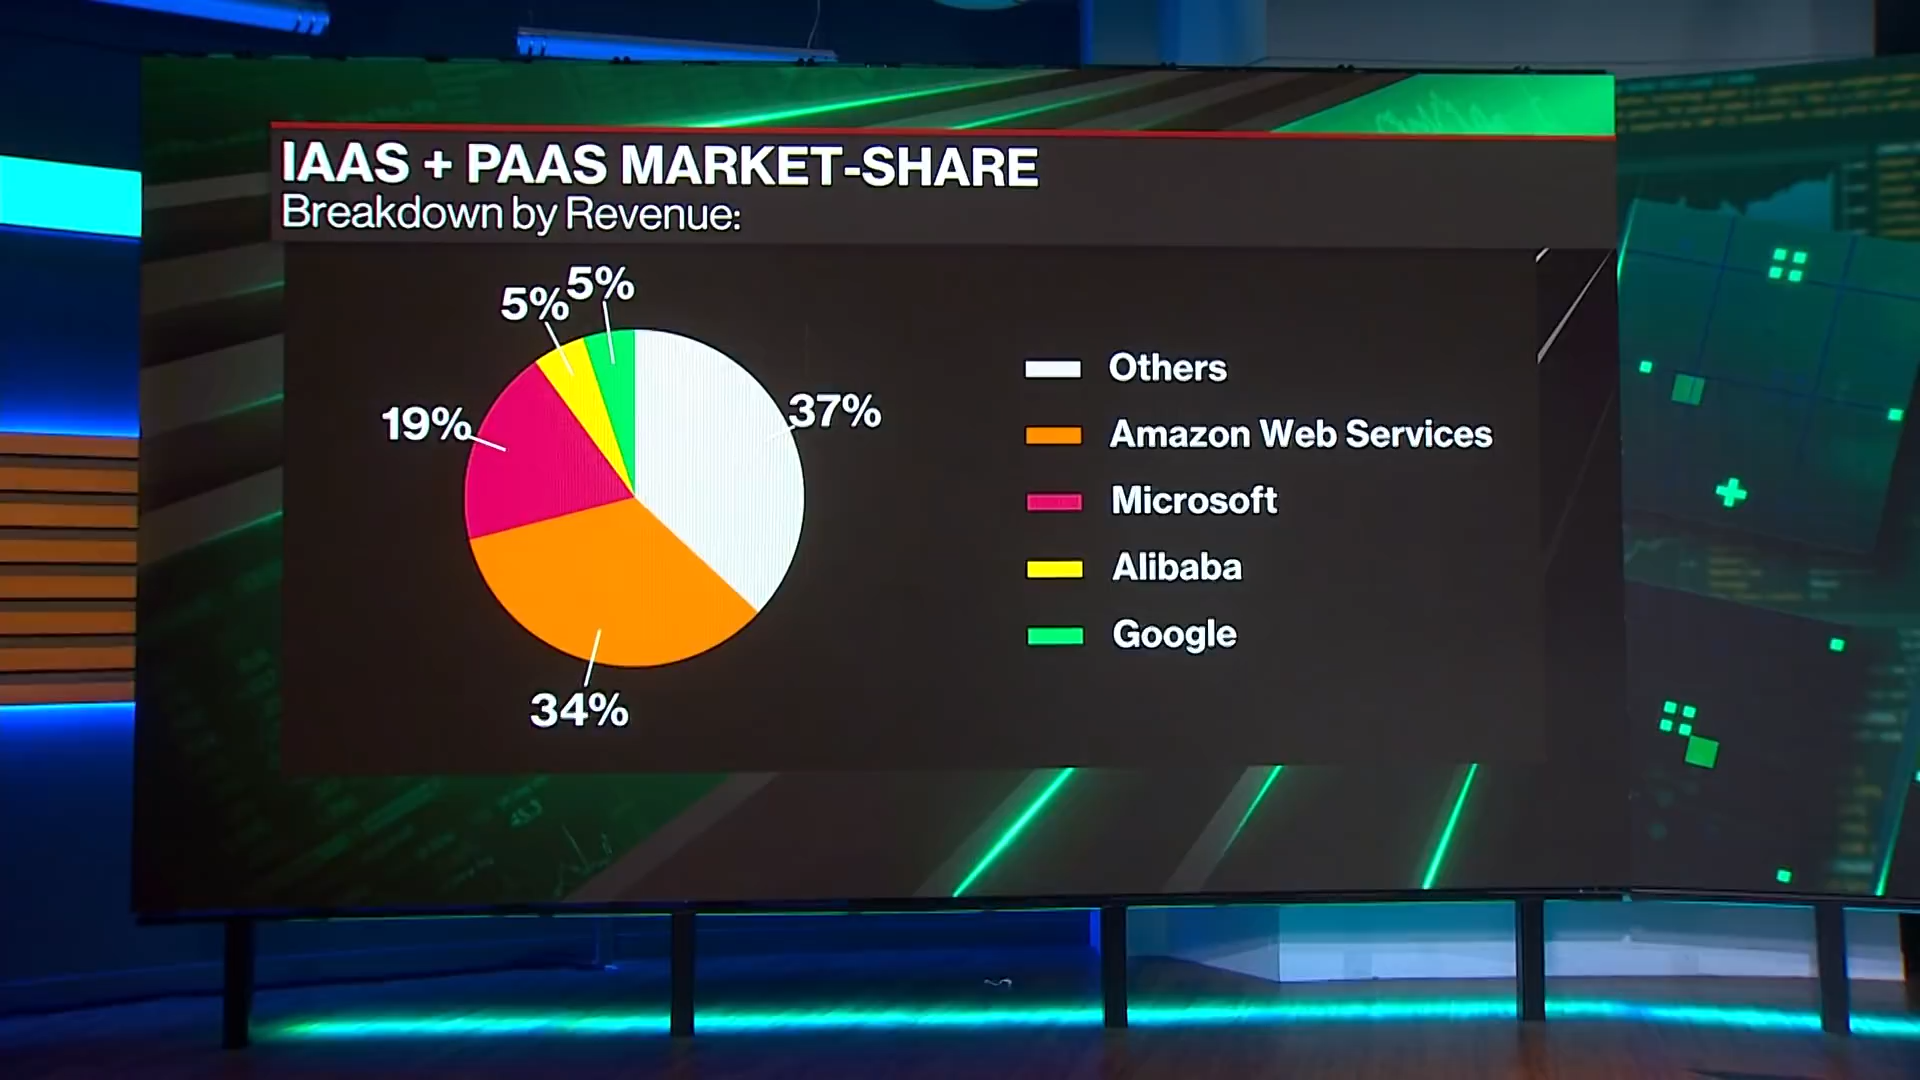 IAAS + PAAS MARKET-SHARE
Breakdown by Revenue:
5%
5%
19%
37%
34%
Others
Amazon Web Services
Microsoft
Alibaba
Google